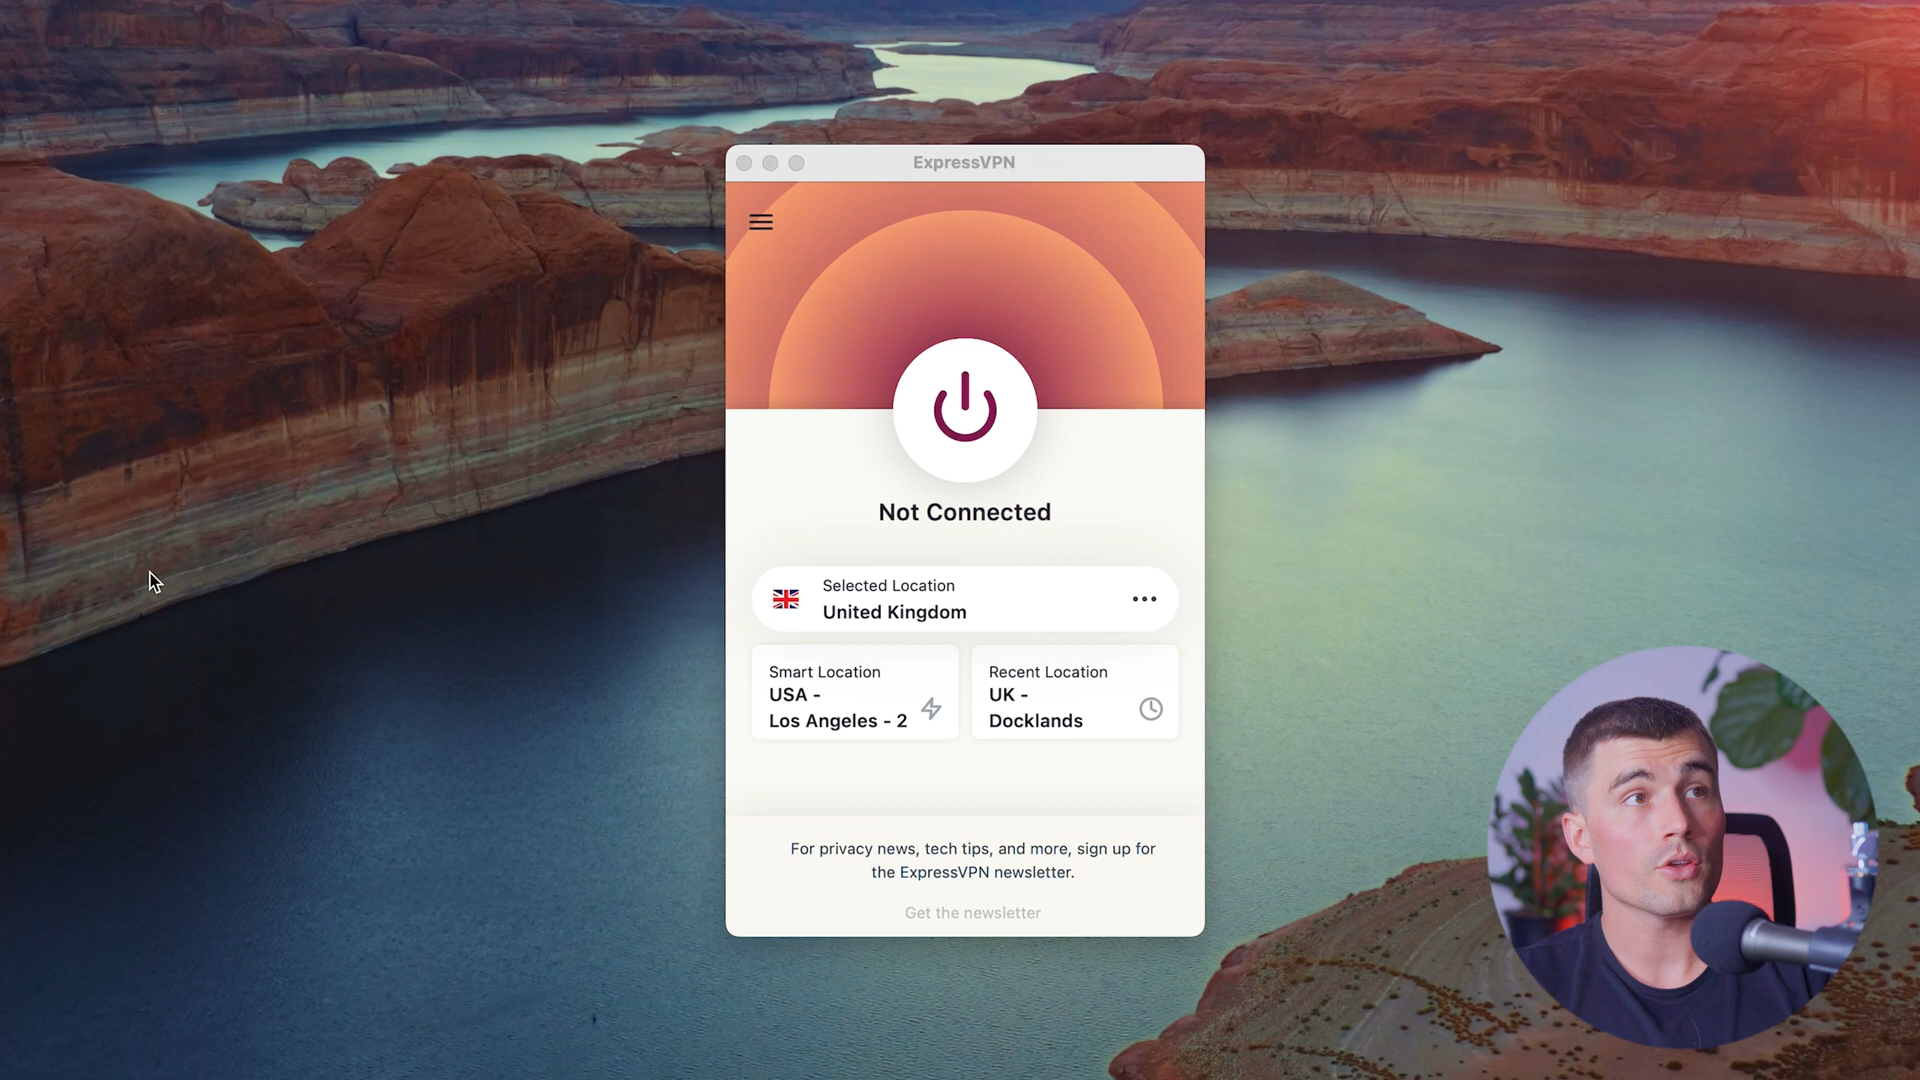 ExpressVPN
Not Connected
Selected Location
United Kingdom
Smart Location
USA -
Los Angeles - 2
Recent Location
UK -
Docklands
For privacy news, tech tips, and more, sign up for
the ExpressVPN newsletter.
Get the newsletter